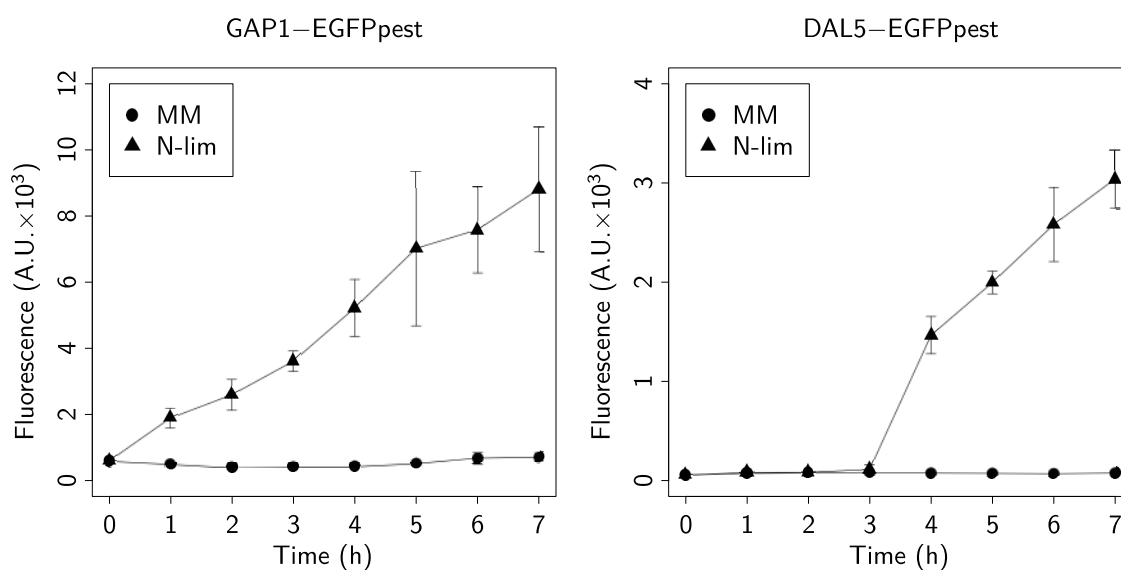 GAP1−EGFPpest
12
10
8
6
4
2
0
Fluorescence (A.U.×10³)
MM
N-lim
0 1 2 3 4 5 6 7
Time (h)
DAL5−EGFPpest
4
3
2
1
0
Fluorescence (A.U.×10³)
MM
N-lim
0 1 2 3 4 5 6 7
Time (h)